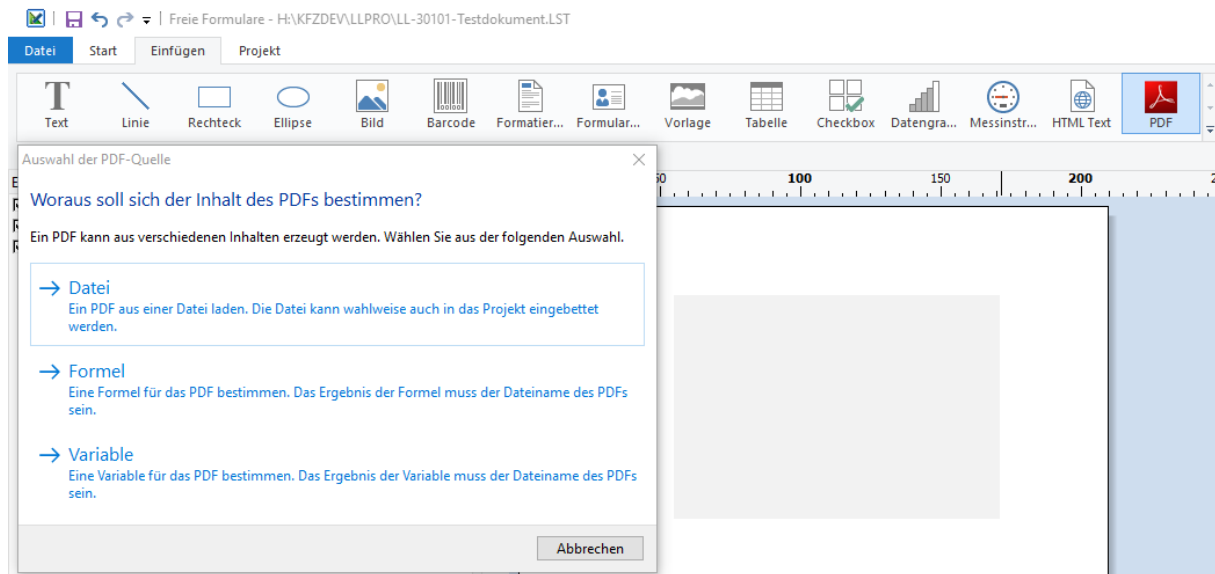 Freie Formulare - H:\KFZDEV\LLPRO\LL-30101-Testdokument.LST
Datei Start Einfügen Projekt
Text Linie Rechteck Ellipse Bild Barcode Formatier... Formular... Vorlage Tabelle Checkbox Datengra... Messinstr... HTML Text PDF
Auswahl der PDF-Quelle
100 150 200
Woraus soll sich der Inhalt des PDFs bestimmen?
Ein PDF kann aus verschiedenen Inhalten erzeugt werden. Wählen Sie aus der folgenden Auswahl.
Datei
Ein PDF aus einer Datei laden. Die Datei kann wahlweise auch in das Projekt eingebettet
werden.
Formel
Eine Formel für das PDF bestimmen. Das Ergebnis der Formel muss der Dateiname des PDFs
sein.
Variable
Eine Variable für das PDF bestimmen. Das Ergebnis der Variable muss der Dateiname des PDFs
sein.
Abbrechen